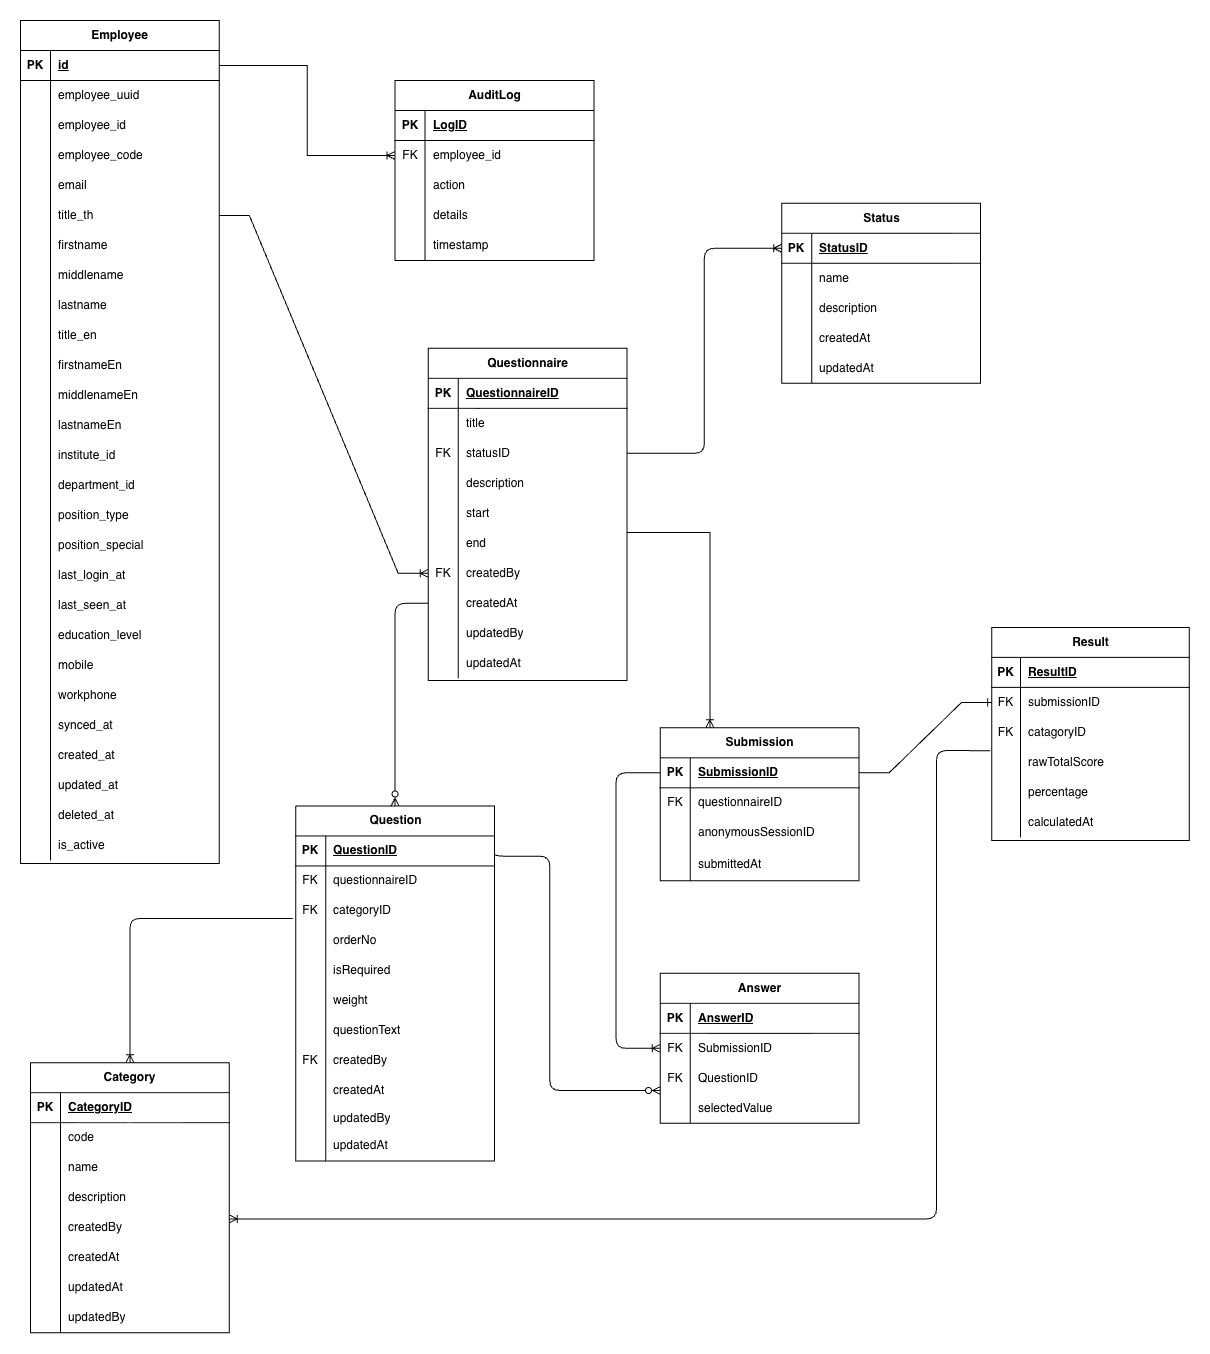 Employee
PK id
employee_uuid
employee_id
employee_code
email
title_th
firstname
middlename
lastname
title_en
firstnameEn
middlenameEn
lastnameEn
institute_id
department_id
position_type
position_special
last_login_at
last_seen_at
education_level
mobile
workphone
synced_at
created_at
updated_at
deleted_at
is_active
AuditLog
PK LogID
FK employee_id
action
details
timestamp
Status
PK StatusID
name
description
createdAt
updatedAt
Questionnaire
PK QuestionnaireID
title
FK statusID
description
start
end
FK createdBy
createdAt
updatedBy
updatedAt
Result
PK ResultID
FK submissionID
FK catagoryID
rawTotalScore
percentage
calculatedAt
Submission
PK SubmissionID
FK questionnaireID
anonymousSessionID
submittedAt
Question
PK QuestionID
FK questionnaireID
FK categoryID
orderNo
isRequired
weight
questionText
FK createdBy
createdAt
updatedBy
updatedAt
Answer
PK AnswerID
FK SubmissionID
FK QuestionID
selectedValue
Category
PK CategoryID
code
name
description
createdBy
createdAt
updatedAt
updatedBy